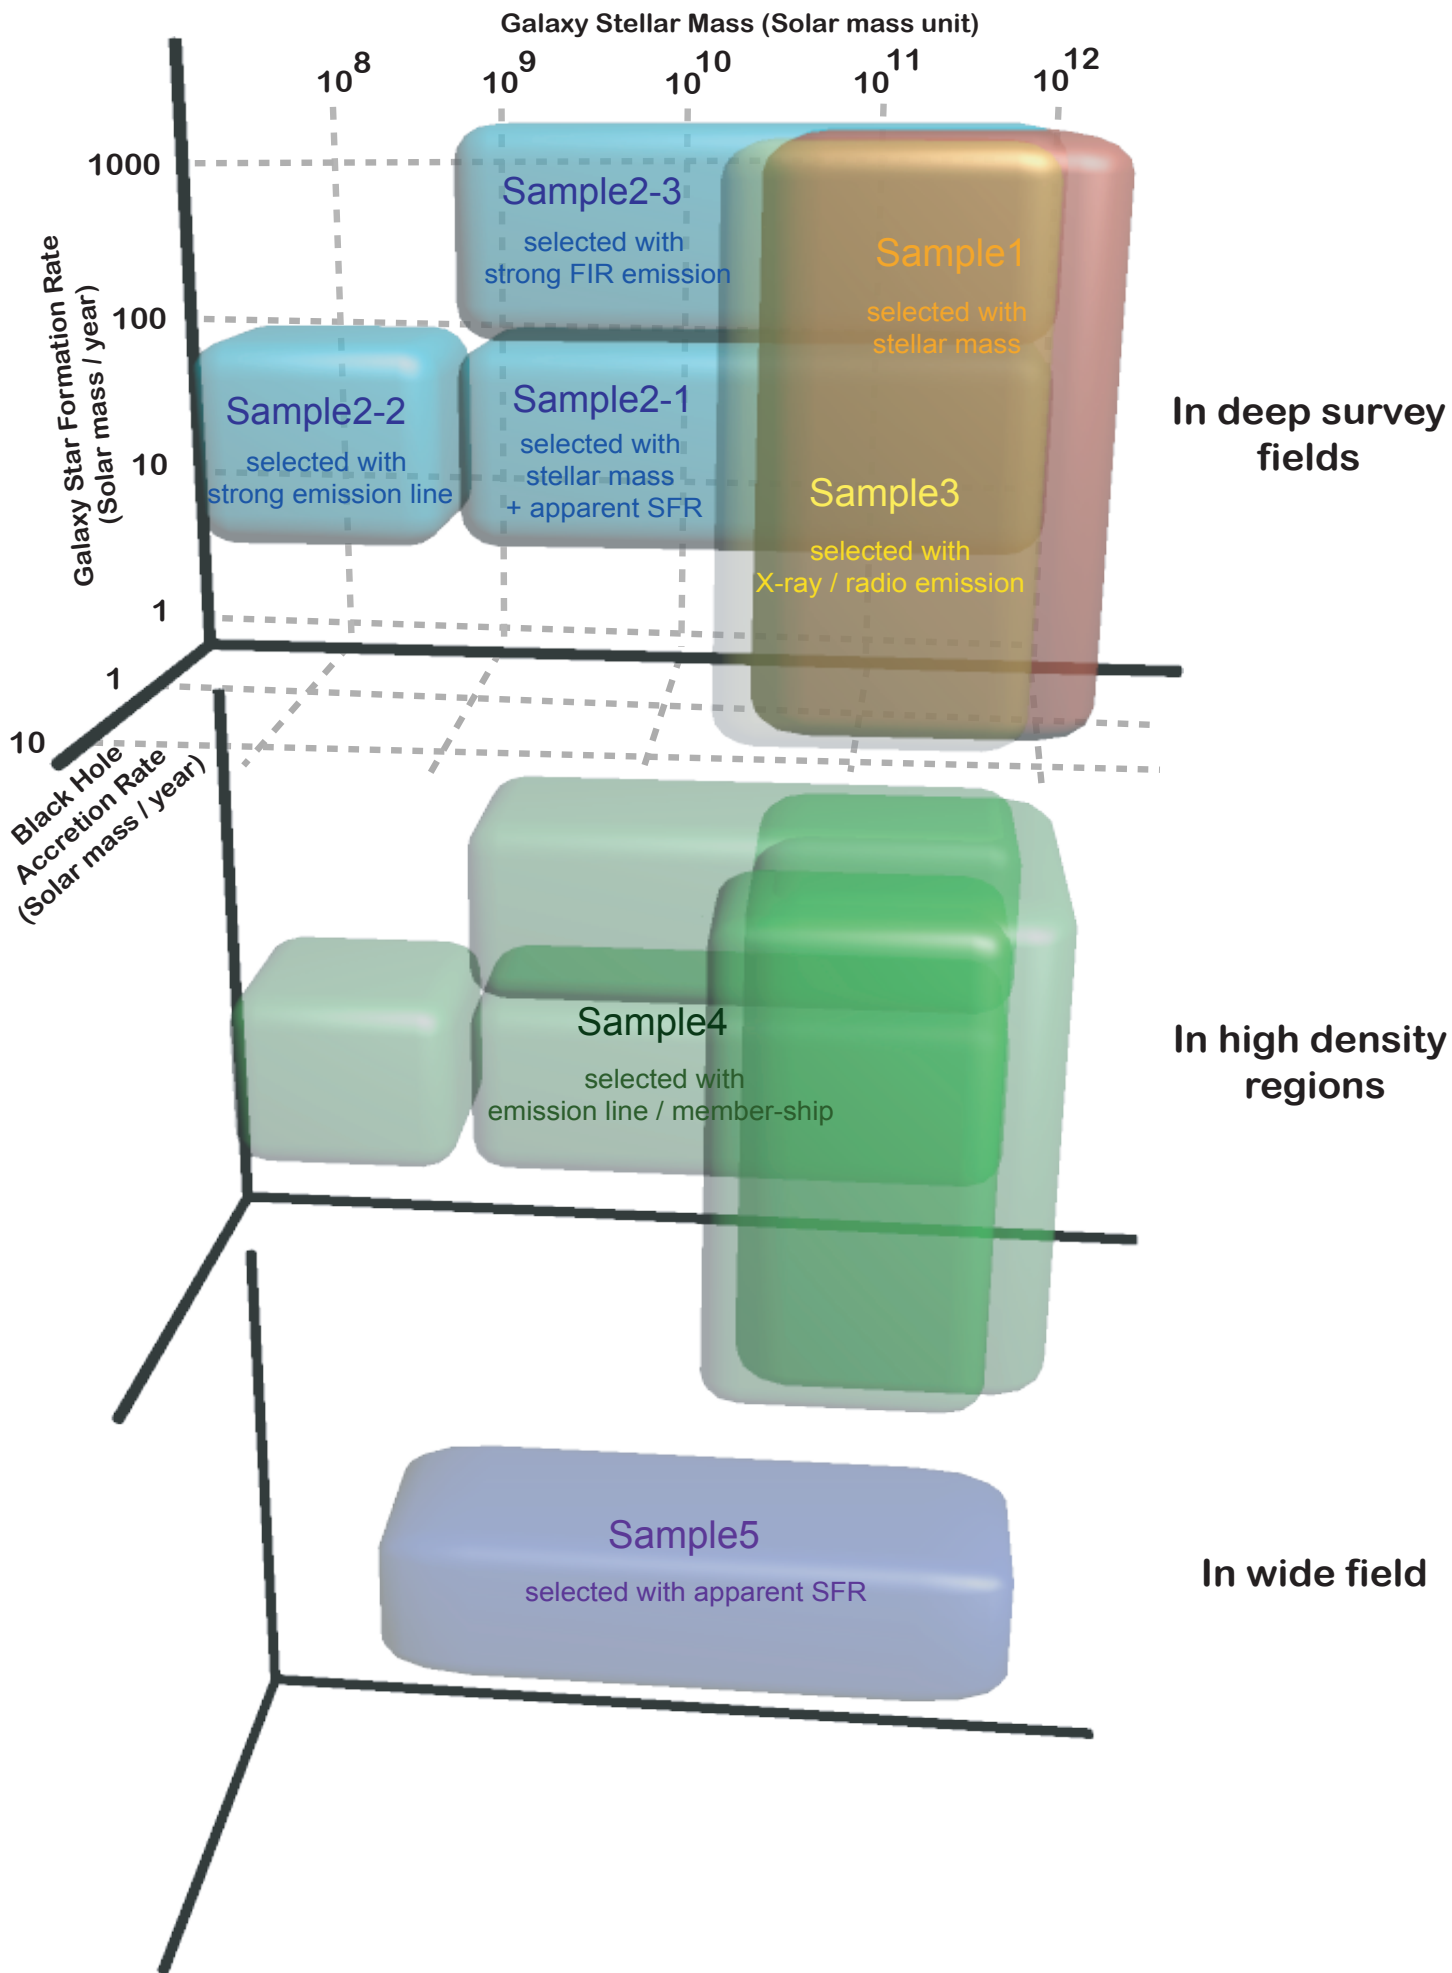 Galaxy Stellar Mass (Solar mass unit)
10^8 10^9 10^10 10^11 10^12
Galaxy Star Formation Rate
(Solar mass / year)
1000
100
10
1
1
10
Black Hole
Accretion Rate
(Solar mass / year)
Sample2-3
selected with
strong FIR emission
Sample1
selected with
stellar mass
Sample2-2
selected with
strong emission line
Sample2-1
selected with
stellar mass
+ apparent SFR
Sample3
selected with
X-ray / radio emission
In deep survey
fields
Sample4
selected with
emission line / member-ship
In high density
regions
Sample5
selected with apparent SFR
In wide field